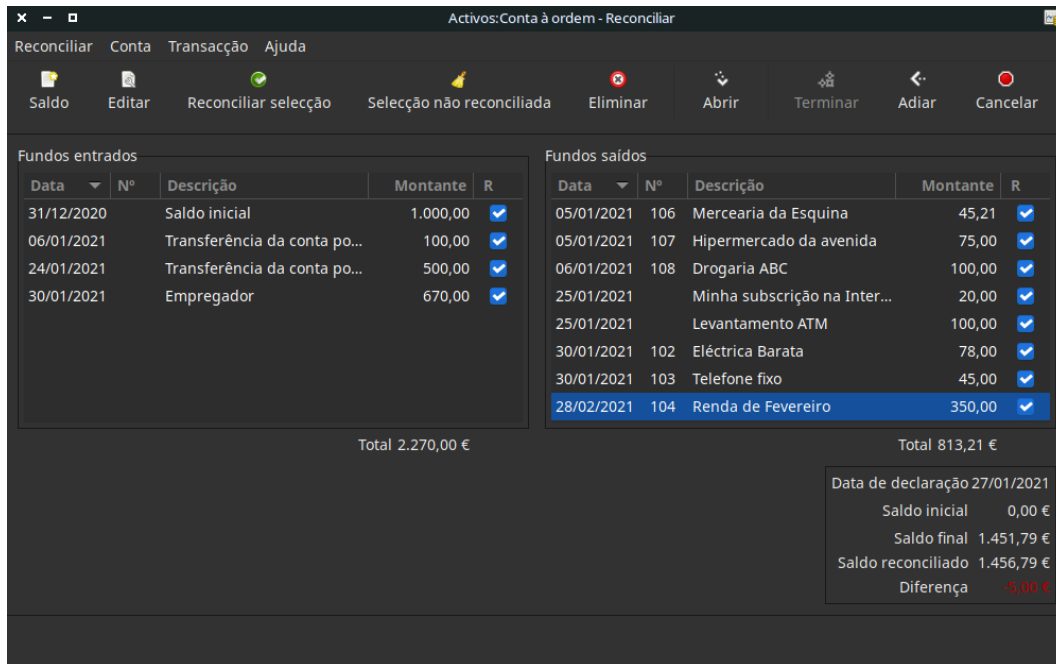 Activos:Conta à ordem - Reconciliar
Reconciliar Conta Transacção Ajuda
Saldo Editar Reconciliar selecção Selecção não reconciliada Eliminar Abrir Terminar Adiar Cancelar
Fundos entrados
Data Nº Descrição Montante R
31/12/2020 Saldo inicial 1.000,00
06/01/2021 Transferência da conta po... 100,00
24/01/2021 Transferência da conta po... 500,00
30/01/2021 Empregador 670,00
Total 2.270,00 €
Fundos saídos
Data Nº Descrição Montante R
05/01/2021 106 Mercearia da Esquina 45,21
05/01/2021 107 Hipermercado da avenida 75,00
06/01/2021 108 Drogaria ABC 100,00
25/01/2021 Minha subscrição na Inter... 20,00
25/01/2021 Levantamento ATM 100,00
30/01/2021 102 Eléctrica Barata 78,00
30/01/2021 103 Telefone fixo 45,00
28/02/2021 104 Renda de Fevereiro 350,00
Total 813,21 €
Data de declaração 27/01/2021
Saldo inicial 0,00 €
Saldo final 1.451,79 €
Saldo reconciliado 1.456,79 €
Diferença -5,00 €